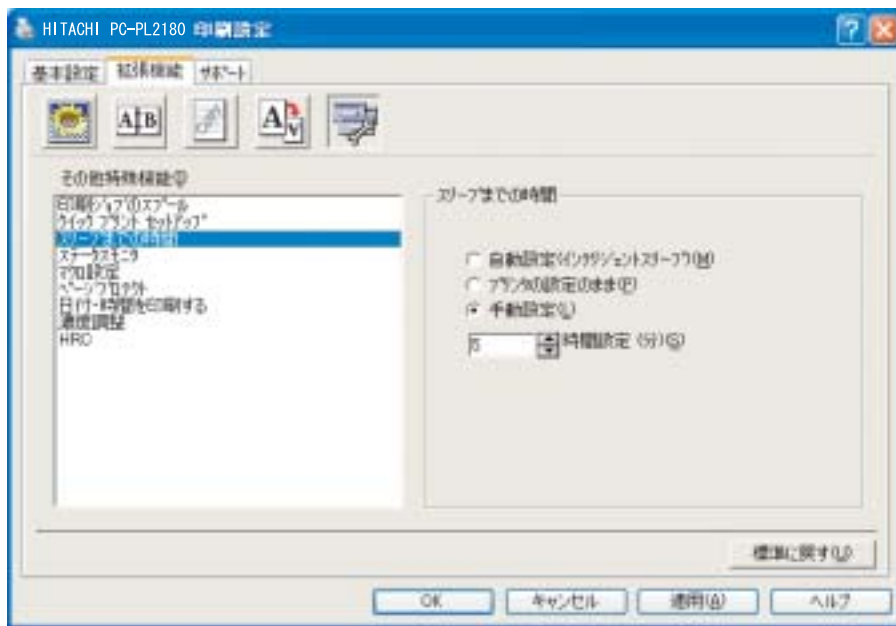 HITACHI PC-PL2180 印刷設定
基本設定 拡張機能 サポート
A B
A
その他特殊機能
印刷ジョブのスプール
クイック プリント セットアップ
スリープまでの時間
ステータスモニタ
マクロ設定
ページプロテクト
日付・時間を印刷する
濃度調整
HRC
スリープまでの時間
自動設定(インテリジェントスリープ)(M)
プリンタの設定のまま(P)
手動設定(L)
5 時間設定 (分)(G)
標準に戻す(U)
OK キャンセル 適用(A) ヘルプ